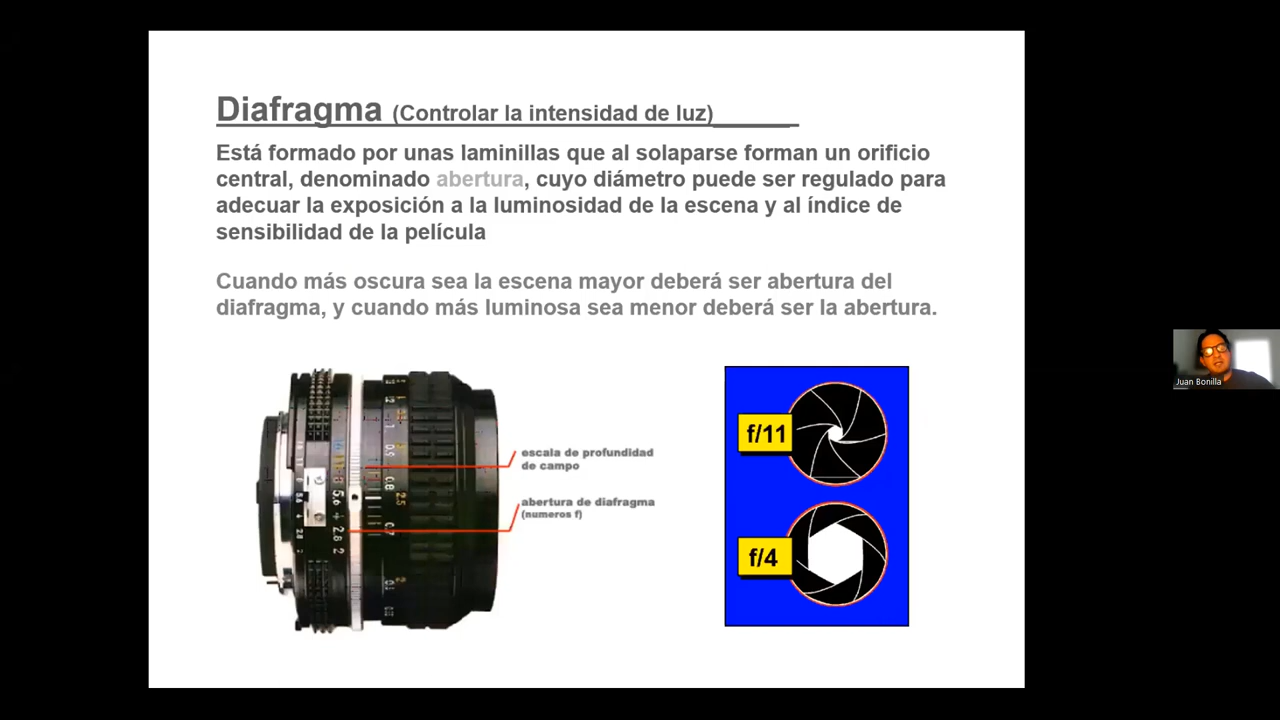 Diafragma (Controlar la intensidad de luz)
Está formado por unas laminillas que al solaparse forman un orificio
central, denominado abertura, cuyo diámetro puede ser regulado para
adecuar la exposición a la luminosidad de la escena y al índice de
sensibilidad de la película
Cuando más oscura sea la escena mayor deberá ser abertura del
diafragma, y cuando más luminosa sea menor deberá ser la abertura.
escala de profundidad
de campo
abertura de diafragma
(numeros f)
f/11
f/4
Juan Bonilla